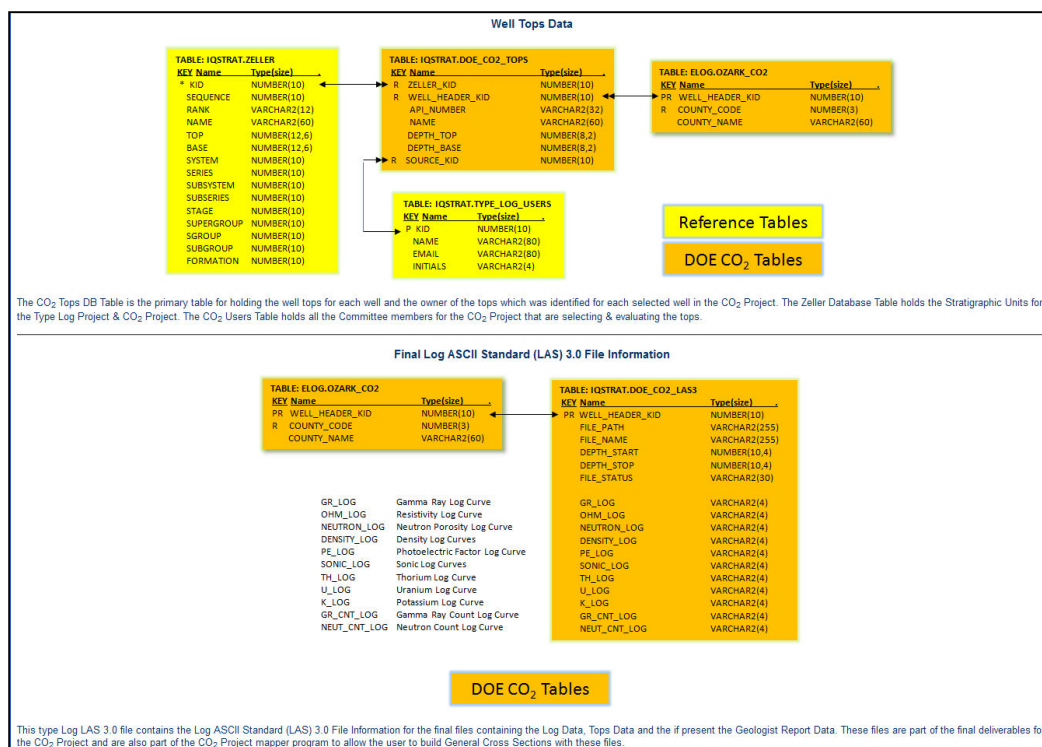 Well Tops Data
TABLE: IQSTRAT.ZELLER
KEY Name Type(size) .
* KID NUMBER(10)
SEQUENCE NUMBER(10)
RANK VARCHAR2(12)
NAME VARCHAR2(60)
TOP NUMBER(12,6)
BASE NUMBER(12,6)
SYSTEM NUMBER(10)
SERIES NUMBER(10)
SUBSYSTEM NUMBER(10)
SUBSERIES NUMBER(10)
STAGE NUMBER(10)
SUPERGROUP NUMBER(10)
SGROUP NUMBER(10)
SUBGROUP NUMBER(10)
FORMATION NUMBER(10)
TABLE: IQSTRAT.DOE_CO2_TOPS
KEY Name Type(size) .
R ZELLER_KID NUMBER(10)
R WELL_HEADER_KID NUMBER(10)
API_NUMBER VARCHAR2(32)
NAME VARCHAR2(60)
DEPTH_TOP NUMBER(8,2)
DEPTH_BASE NUMBER(8,2)
R SOURCE_KID NUMBER(10)
TABLE: ELOG.OZARK_CO2
KEY Name Type(size) .
PR WELL_HEADER_KID NUMBER(10)
R COUNTY_CODE NUMBER(3)
COUNTY_NAME VARCHAR2(60)
TABLE: IQSTRAT.TYPE_LOG_USERS
KEY Name Type(size) .
P KID NUMBER(10)
NAME VARCHAR2(80)
EMAIL VARCHAR2(80)
INITIALS VARCHAR2(4)
Reference Tables
DOE CO2 Tables
The CO2 Tops DB Table is the primary table for holding the well tops for each well and the owner of the tops which was identified for each selected well in the CO2 Project. The Zeller Database Table holds the Stratigraphic Units for
the Type Log Project & CO2 Project. The CO2 Users Table holds all the Committee members for the CO2 Project that are selecting & evaluating the tops.
Final Log ASCII Standard (LAS) 3.0 File Information
TABLE: ELOG.OZARK_CO2
KEY Name Type(size) .
PR WELL_HEADER_KID NUMBER(10)
R COUNTY_CODE NUMBER(3)
COUNTY_NAME VARCHAR2(60)
TABLE: IQSTRAT.DOE_CO2_LAS3
KEY Name Type(size) .
PR WELL_HEADER_KID NUMBER(10)
FILE_PATH VARCHAR2(255)
FILE_NAME VARCHAR2(255)
DEPTH_START NUMBER(10,4)
DEPTH_STOP NUMBER(10,4)
FILE_STATUS VARCHAR2(30)
GR_LOG Gamma Ray Log Curve
OHM_LOG Resistivity Log Curve
NEUTRON_LOG Neutron Porosity Log Curve
DENSITY_LOG Density Log Curves
PE_LOG Photoelectric Factor Log Curve
SONIC_LOG Sonic Log Curves
TH_LOG Thorium Log Curve
U_LOG Uranium Log Curve
K_LOG Potassium Log Curve
GR_CNT_LOG Gamma Ray Count Log Curve
NEUT_CNT_LOG Neutron Count Log Curve
GR_LOG VARCHAR2(4)
OHM_LOG VARCHAR2(4)
NEUTRON_LOG VARCHAR2(4)
DENSITY_LOG VARCHAR2(4)
PE_LOG VARCHAR2(4)
SONIC_LOG VARCHAR2(4)
TH_LOG VARCHAR2(4)
U_LOG VARCHAR2(4)
K_LOG VARCHAR2(4)
GR_CNT_LOG VARCHAR2(4)
NEUT_CNT_LOG VARCHAR2(4)
DOE CO2 Tables
This type Log LAS 3.0 file contains the Log ASCII Standard (LAS) 3.0 File Information for the final files containing the Log Data, Tops Data and the if present the Geologist Report Data. These files are part of the final deliverables fo
the CO2 Project and are also part of the CO2 Project mapper program to allow the user to build General Cross Sections with these files.